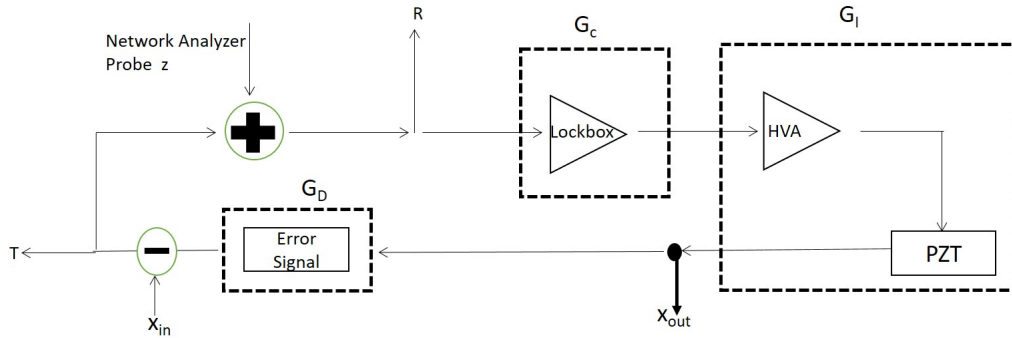 R
G_c
G_I
Network Analyzer
Probe z
Lockbox
HVA
G_D
Error
Signal
T
PZT
x_in
x_out